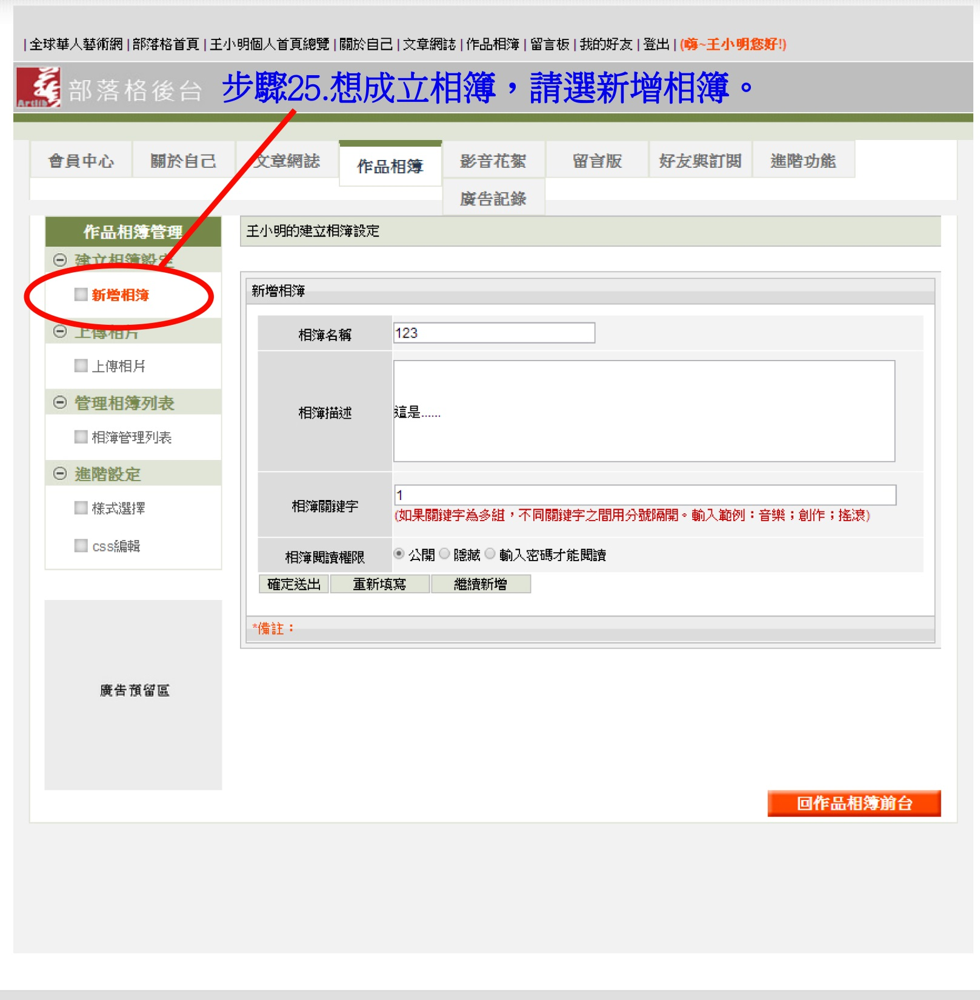 |全球華人藝術網|部落格首頁|王小明個人首頁總覽|關於自己|文章網誌|作品相簿|留言板|我的好友|登出|(嗨~王小明您好!)
Artlib 部落格後台 步驟25.想成立相簿，請選新增相簿。
會員中心 關於自己 文章網誌 作品相簿 影音花絮 留言版 好友與訂閱 進階功能
廣告記錄
作品相簿管理
建立相簿設定
新增相簿
上傳相片
上傳相片
管理相簿列表
相簿管理列表
進階設定
樣式選擇
css編輯
廣告預留區
王小明的建立相簿設定
新增相簿
相簿名稱 123
相簿描述 這是......
相簿關鍵字 1
(如果關鍵字為多組，不同關鍵字之間用分號隔開。輸入範例：音樂；創作；搖滾)
相簿閱讀權限 公開 隱藏 輸入密碼才能閱讀
確定送出 重新填寫 繼續新增
*備註：
回作品相簿前台